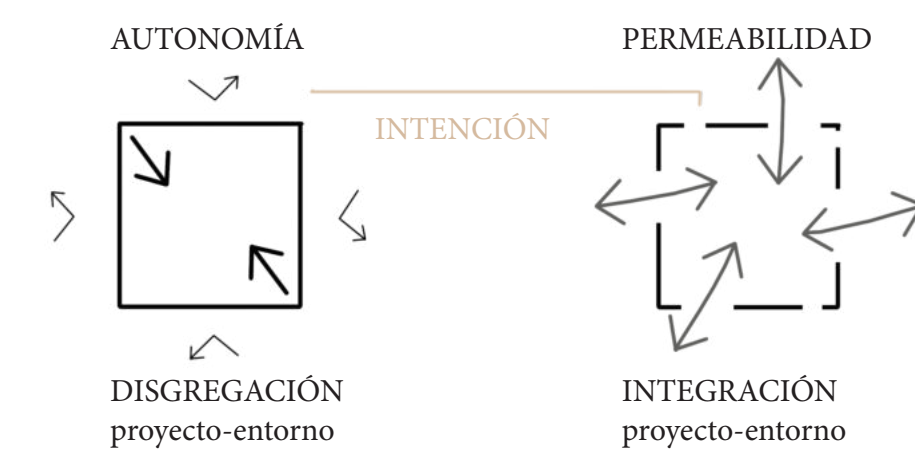 AUTONOMÍA
PERMEABILIDAD
INTENCIÓN
DISGREGACIÓN
proyecto-entorno
INTEGRACIÓN
proyecto-entorno